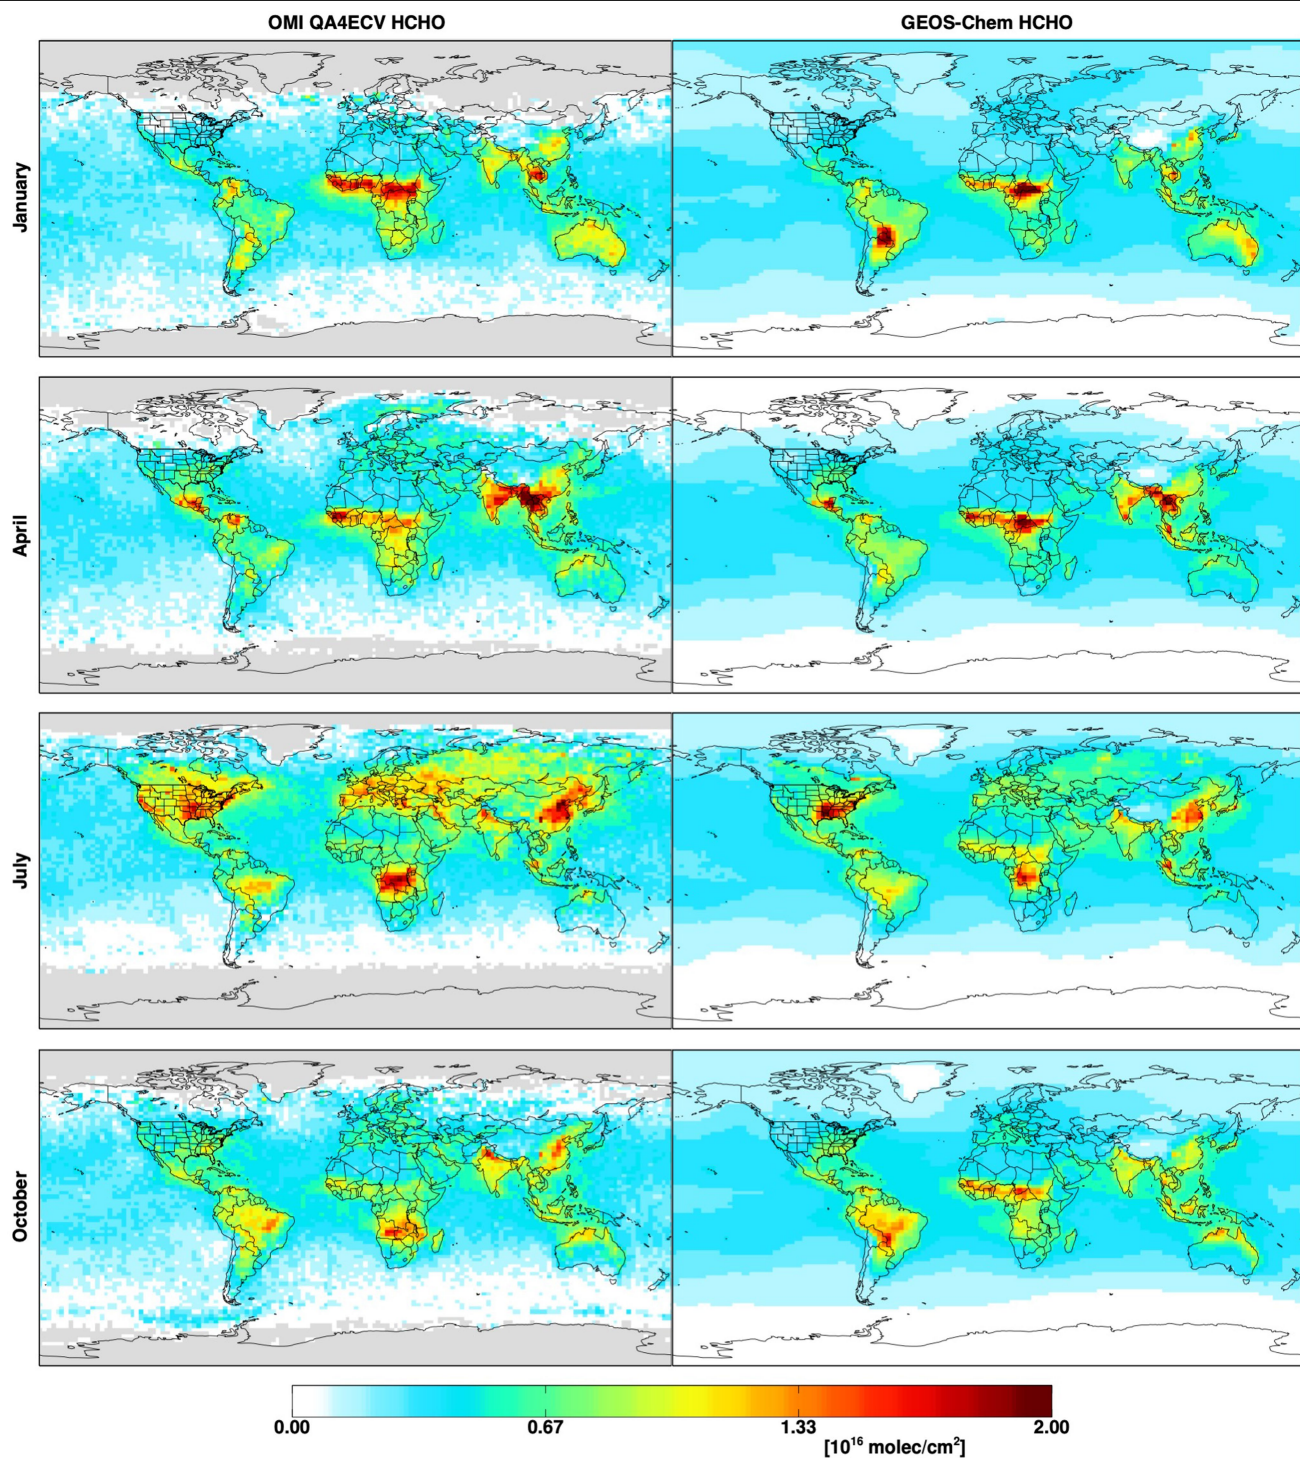 OMI QA4ECV HCHO
GEOS-Chem HCHO
January
April
July
October
0.00
0.67
1.33
2.00
[10¹⁶ molec/cm²]